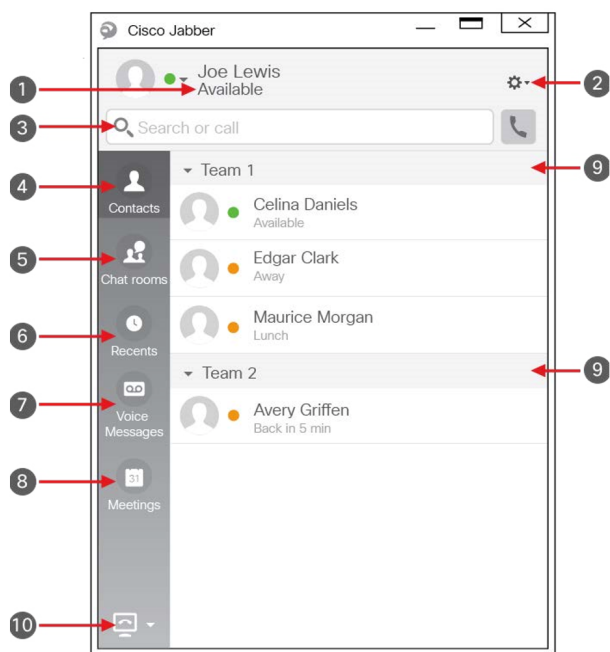 Cisco Jabber
Joe Lewis
1
Available
2
3
Search or call
Team 1
9
4
Contacts
Celina Daniels
Available
5
Chat rooms
Edgar Clark
Away
6
Recents
Maurice Morgan
Lunch
Team 2
9
7
Voice
Messages
Avery Griffen
Back in 5 min
8
31
Meetings
10